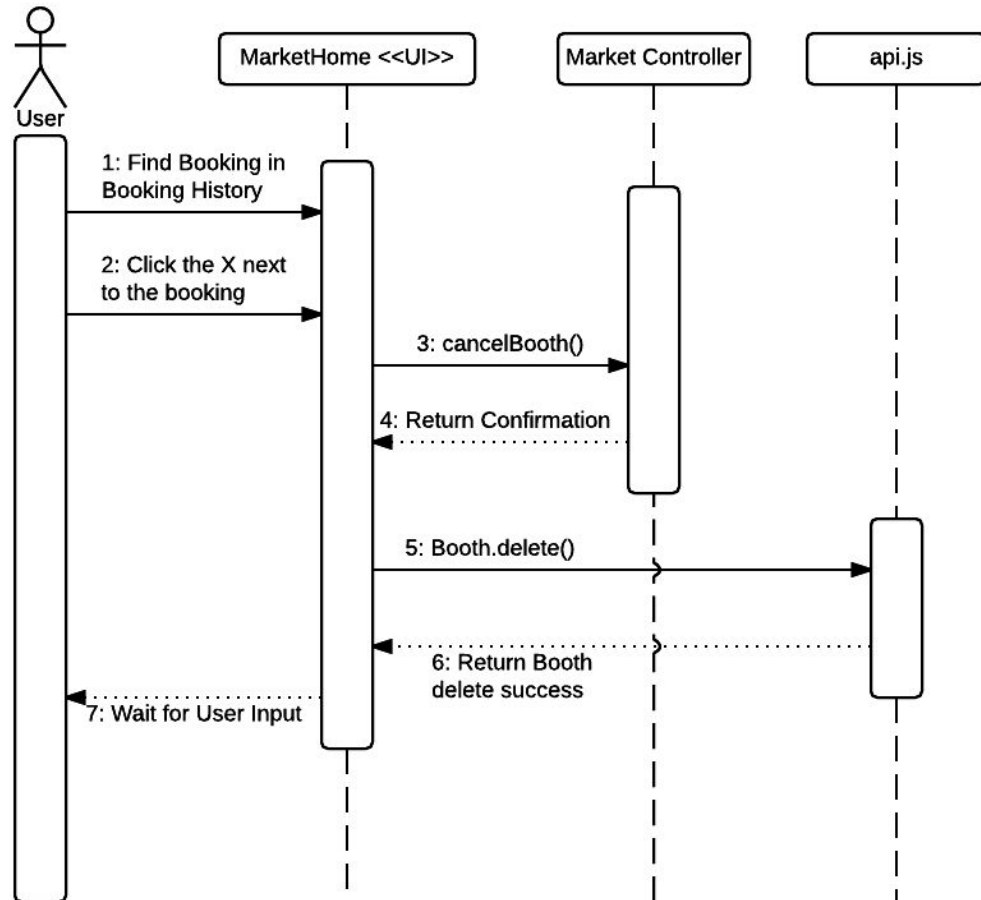 MarketHome <<UI>>
Market Controller
api.js
User
1: Find Booking in
Booking History
2: Click the X next
to the booking
3: cancelBooth()
4: Return Confirmation
5: Booth.delete()
6: Return Booth
delete success
7: Wait for User Input